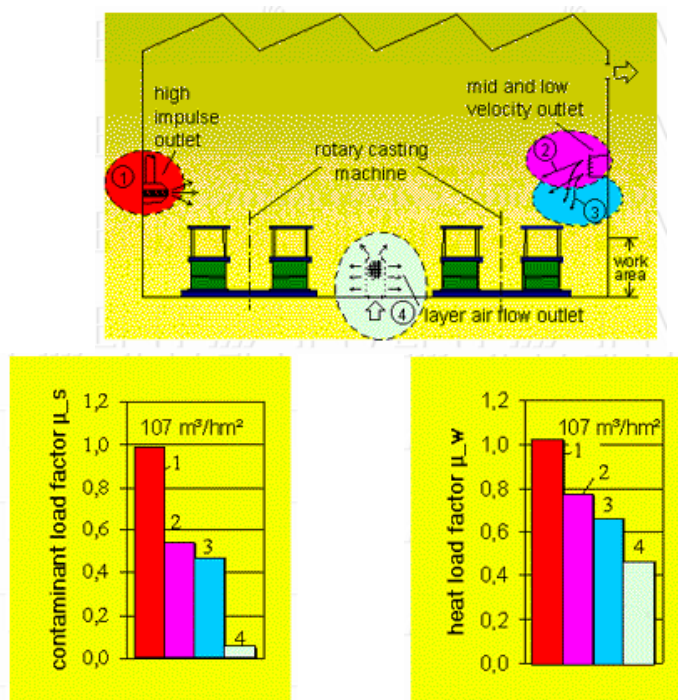 high
impulse
outlet
mid and low
velocity outlet
rotary casting
machine
1
2
3
work
area
4
layer air flow outlet
contaminant load factor µ_s
1,2
1,0
0,8
0,6
0,4
0,2
0,0
107 m³/hm²
1
2
3
4
heat load factor µ_w
1,2
1,0
0,8
0,6
0,4
0,2
0,0
107 m³/hm²
1
2
3
4